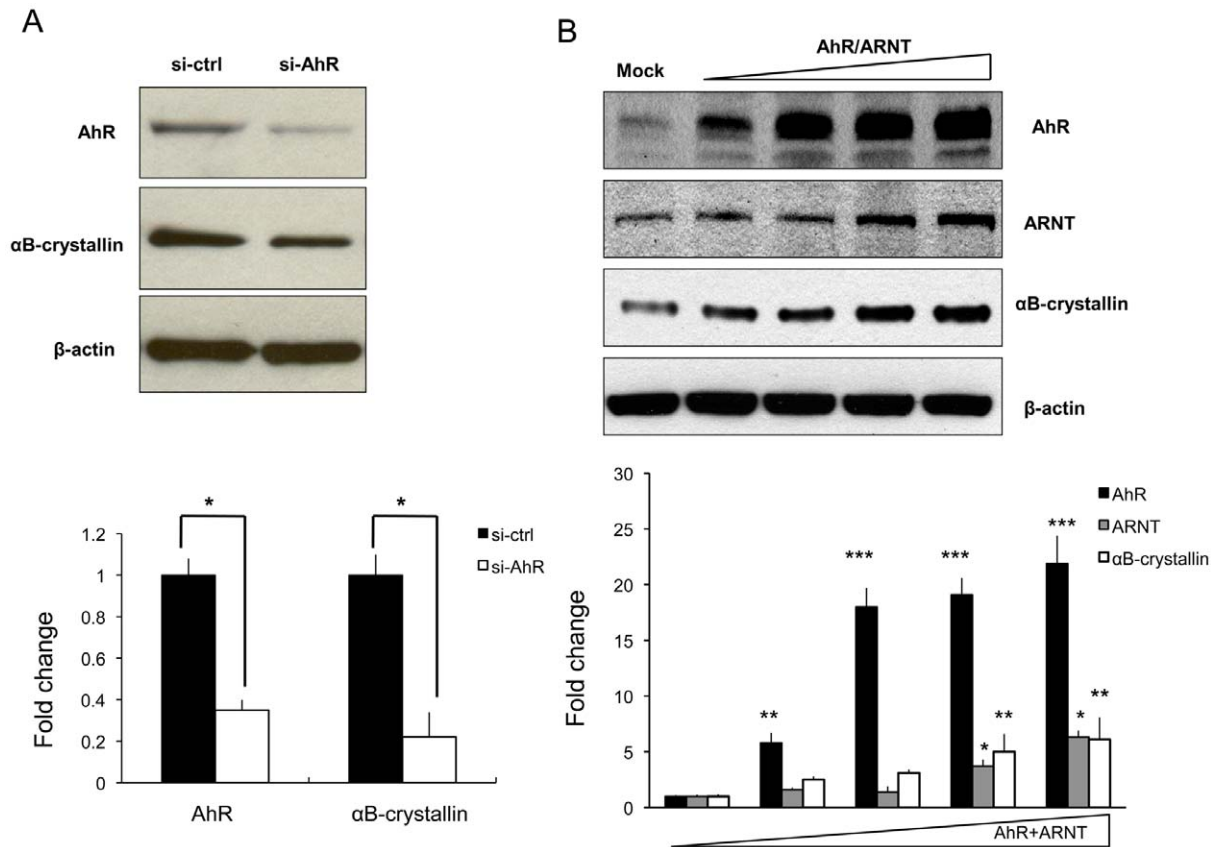 A
si-ctrl si-AhR
AhR
αB-crystallin
β-actin
*
*
si-ctrl
si-AhR
1.2
1
0.8
0.6
0.4
0.2
0
Fold change
AhR αB-crystallin
B
AhR/ARNT
Mock
AhR
ARNT
αB-crystallin
β-actin
30
25
20
15
10
5
0
Fold change
AhR
ARNT
αB-crystallin
**
***
***
*
**
***
*
**
AhR+ARNT